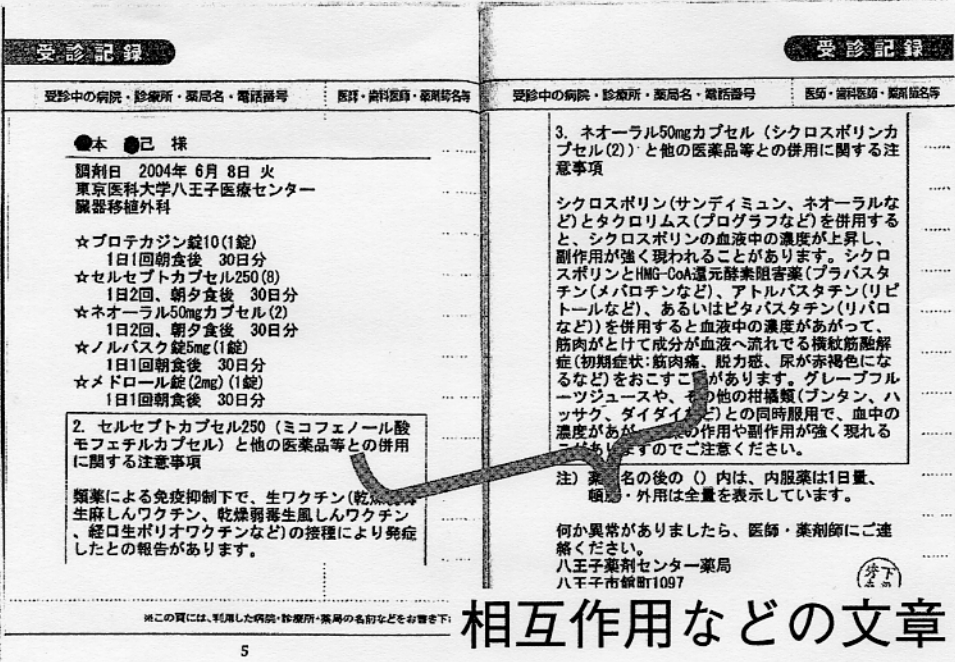 受診記録
受診中の病院・診療所・薬局名・電話番号
医師・歯科医師・薬剤師名等
本 己 様
調剤日 2004年 6月 8日 火
東京医科大学八王子医療センター
臓器移植外科
☆プロテカジン錠10(1錠)
1日1回朝食後 30日分
☆セルセプトカプセル250(8)
1日2回、朝夕食後 30日分
☆ネオーラル50mgカプセル(2)
1日2回、朝夕食後 30日分
☆ノルバスク錠5mg(1錠)
1日1回朝食後 30日分
☆メドロール錠(2mg)(1錠)
1日1回朝食後 30日分
2. セルセプトカプセル250 (ミコフェノール酸
モフェチルカプセル) と他の医薬品等との併用
に関する注意事項
類薬による免疫抑制下で、生ワクチン(乾燥
生麻しんワクチン、乾燥弱毒生風しんワクチン
、経口生ポリオワクチンなど)の接種により発症
したとの報告があります。
※この頁には、利用した病院・診療所・薬局の名前などをお書き下
5
受診記録
受診中の病院・診療所・薬局名・電話番号
医師・歯科医師・薬剤師名等
3. ネオーラル50mgカプセル (シクロスポリンカ
プセル(2)) と他の医薬品等との併用に関する注
意事項
シクロスポリン(サンディミュン、ネオーラルな
ど)とタクロリムス(プログラフなど)を併用する
と、シクロスポリンの血液中の濃度が上昇し、
副作用が強く現われることがあります。シクロ
スポリンとHMG-CoA還元酵素阻害薬(プラバスタ
チン(メバロチンなど)、アトルバスタチン(リピ
トールなど)、あるいはピタバスタチン(リバロ
など))を併用すると血液中の濃度があがって、
筋肉がとけて成分が血液へ流れでる横紋筋融解
症(初期症状:筋肉痛、脱力感、尿が赤褐色にな
るなど)をおこすこ があります。グレープフル
ーツジュースや、そ 他の柑橘類(ブンタン、ハ
ッサク、ダイダイ ど)との同時服用で、血中の
濃度があが の作用や副作用が強く現れる
ことがありますのでご注意ください。
注) 薬 名の後の () 内は、内服薬は1日量、
頓服・外用は全量を表示しています。
何か異常がありましたら、医師・薬剤師にご連
絡ください。
八王子薬剤センター薬局
八王子市館町1097
相互作用などの文章